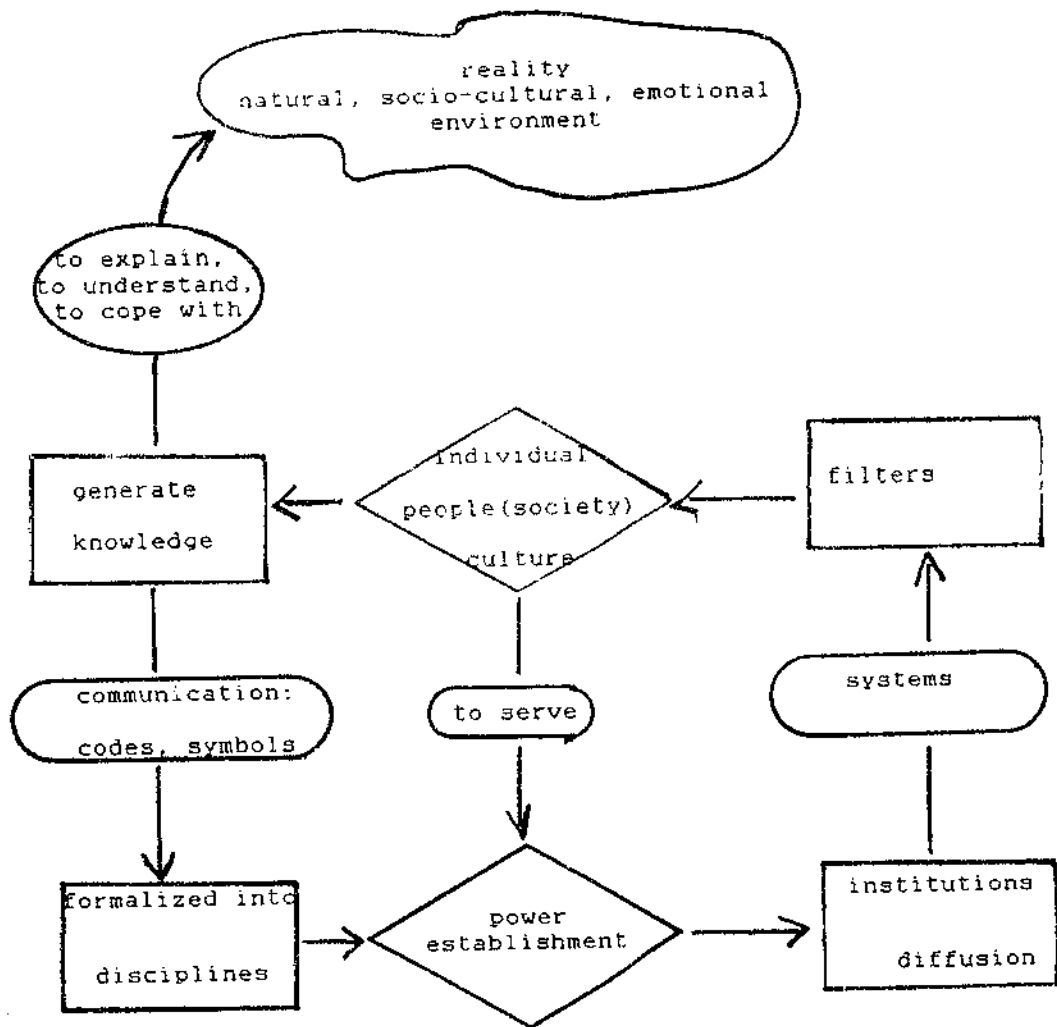 reality
natural, socio-cultural, emotional
environment
to explain,
to understand,
to cope with
generate
knowledge
individual
people(society)
culture
filters
communication:
codes, symbols
to serve
systems
formalized into
disciplines
power
establishment
institutions
diffusion